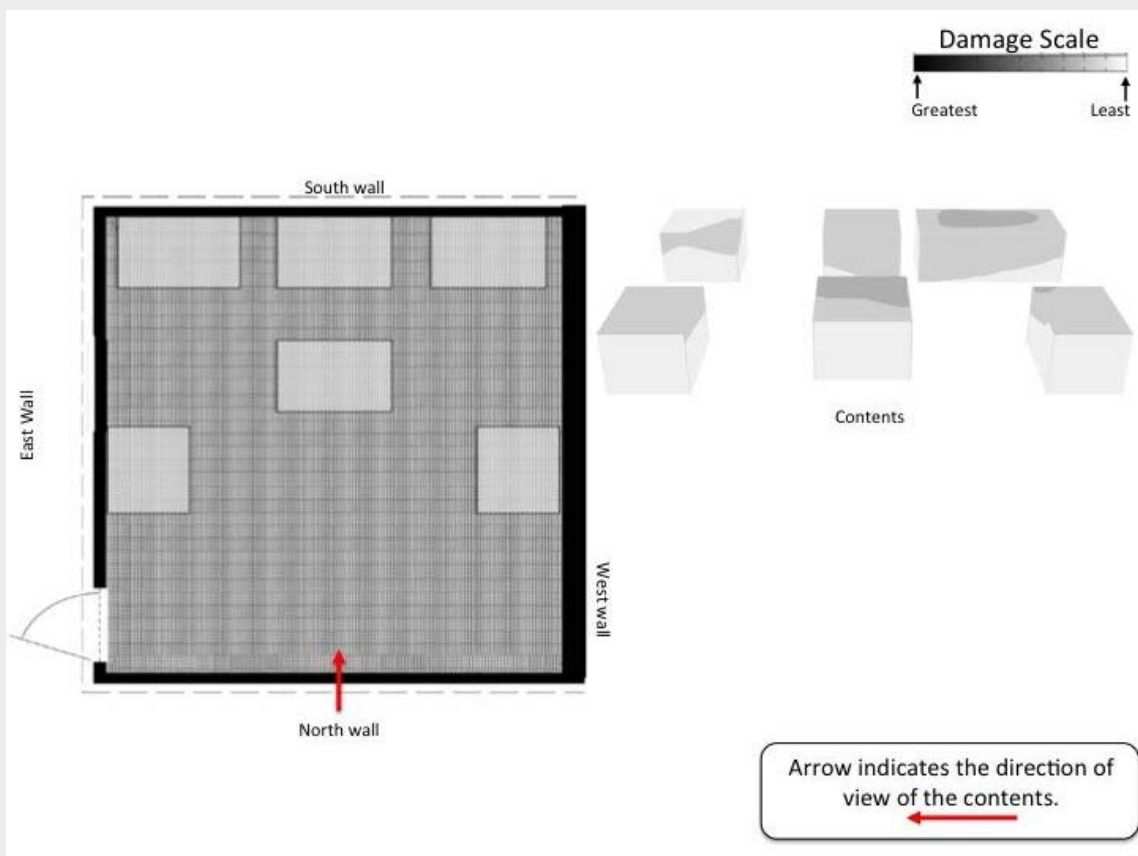 Damage Scale
Greatest
Least
South wall
East Wall
Contents
West wall
North wall
Arrow indicates the direction of
view of the contents.